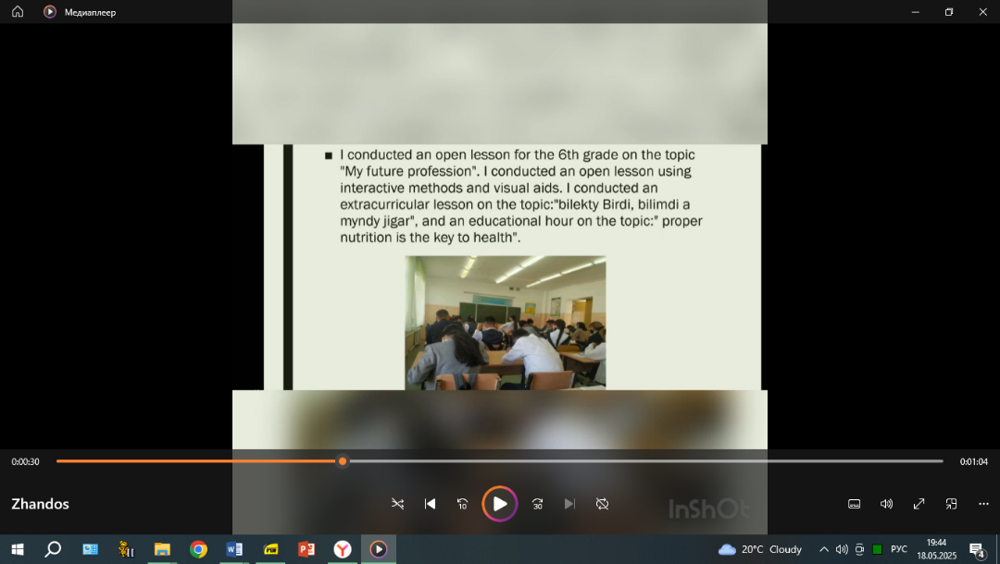 Медиаплеер
■ I conducted an open lesson for the 6th grade on the topic
"My future profession". I conducted an open lesson using
interactive methods and visual aids. I conducted an
extracurricular lesson on the topic:"bilekty Birdi, bilimdi a
myndy jigar", and an educational hour on the topic:" proper
nutrition is the key to health".
0:00:30
0:01:04
Zhandos
10
30
InShOt
20°C Cloudy
РУС
19:44
18.05.2025
4